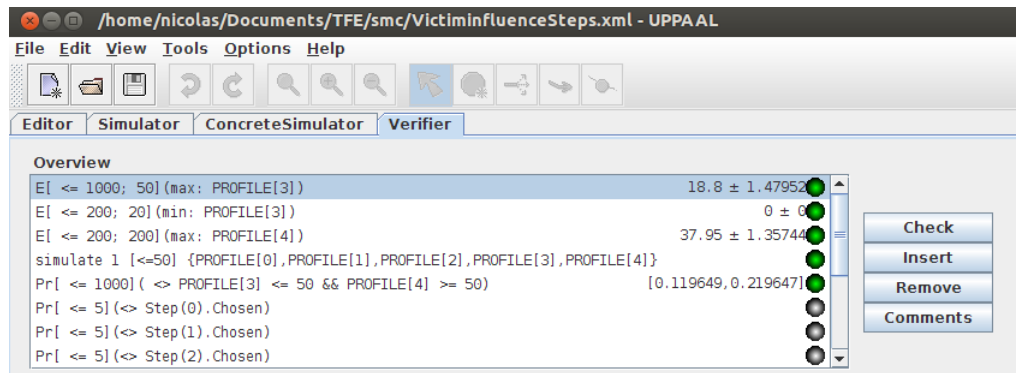 /home/nicolas/Documents/TFE/smc/VictiminfluenceSteps.xml - UPPAAL
File Edit View Tools Options Help
Editor Simulator ConcreteSimulator Verifier
Overview
E[ <= 1000; 50](max: PROFILE[3]) 18.8 ± 1.47952
E[ <= 200; 20](min: PROFILE[3]) 0 ± 0
E[ <= 200; 200](max: PROFILE[4]) 37.95 ± 1.35744
simulate 1 [<=50] {PROFILE[0],PROFILE[1],PROFILE[2],PROFILE[3],PROFILE[4]}
Pr[ <= 1000]( <> PROFILE[3] <= 50 && PROFILE[4] >= 50) [0.119649,0.219647]
Pr[ <= 5](<> Step(0).Chosen)
Pr[ <= 5](<> Step(1).Chosen)
Pr[ <= 5](<> Step(2).Chosen)
Check
Insert
Remove
Comments